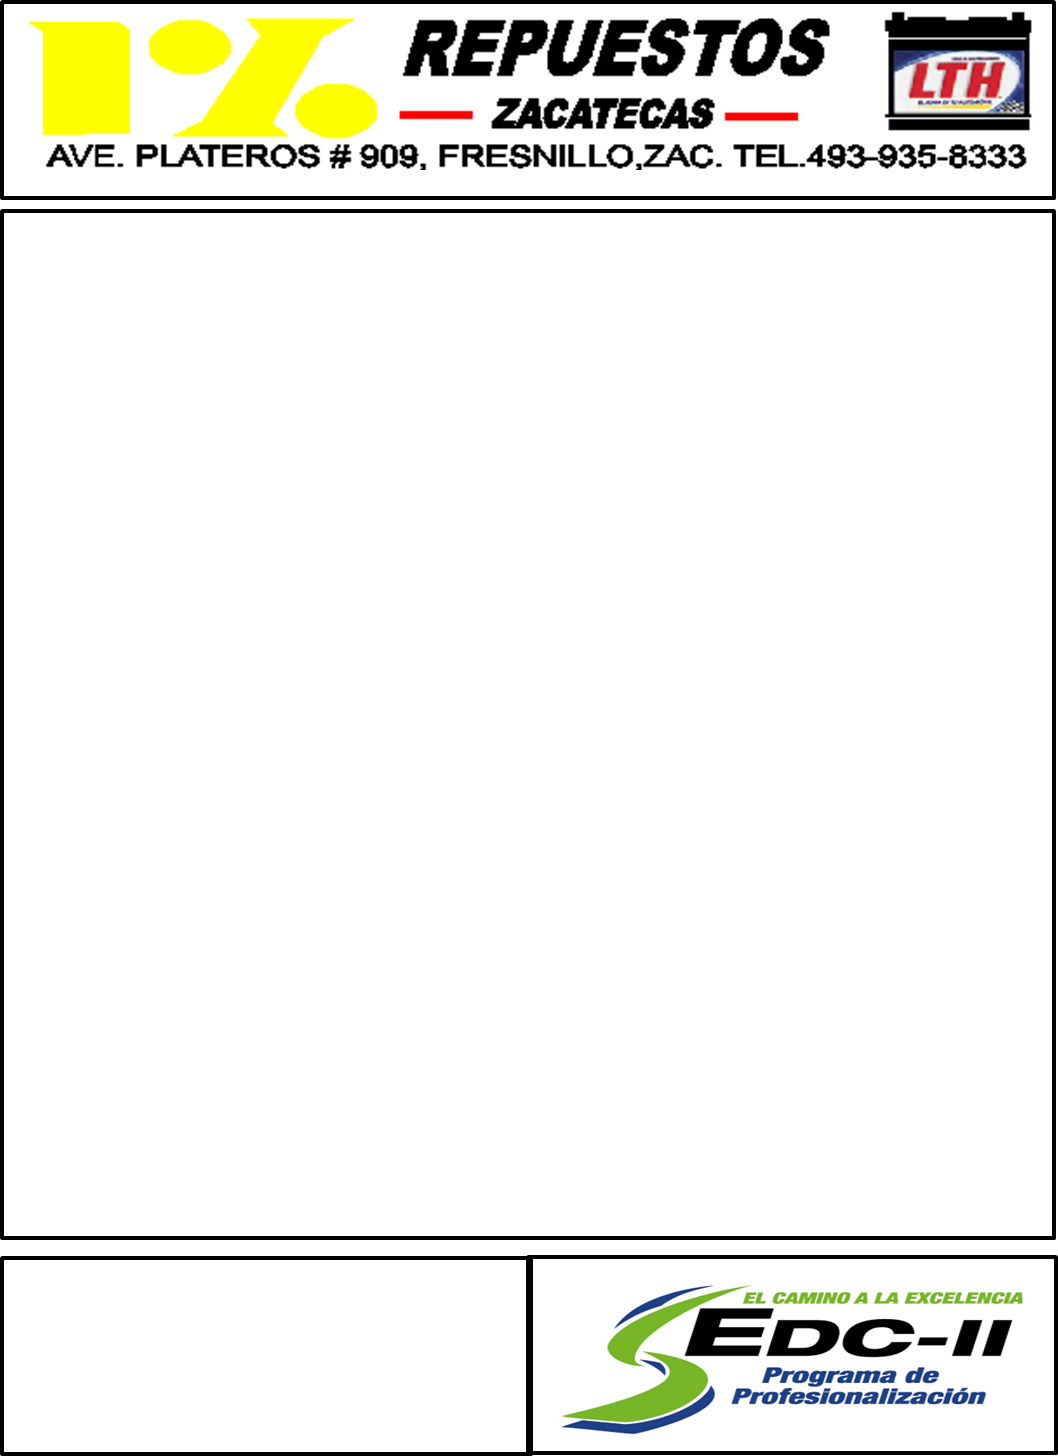 1%
REPUESTOS
ZACATECAS
AVE. PLATEROS # 909, FRESNILLO,ZAC. TEL.493-935-8333
LTH
EL CAMINO A LA EXCELENCIA
EDC-II
Programa de
Profesionalización